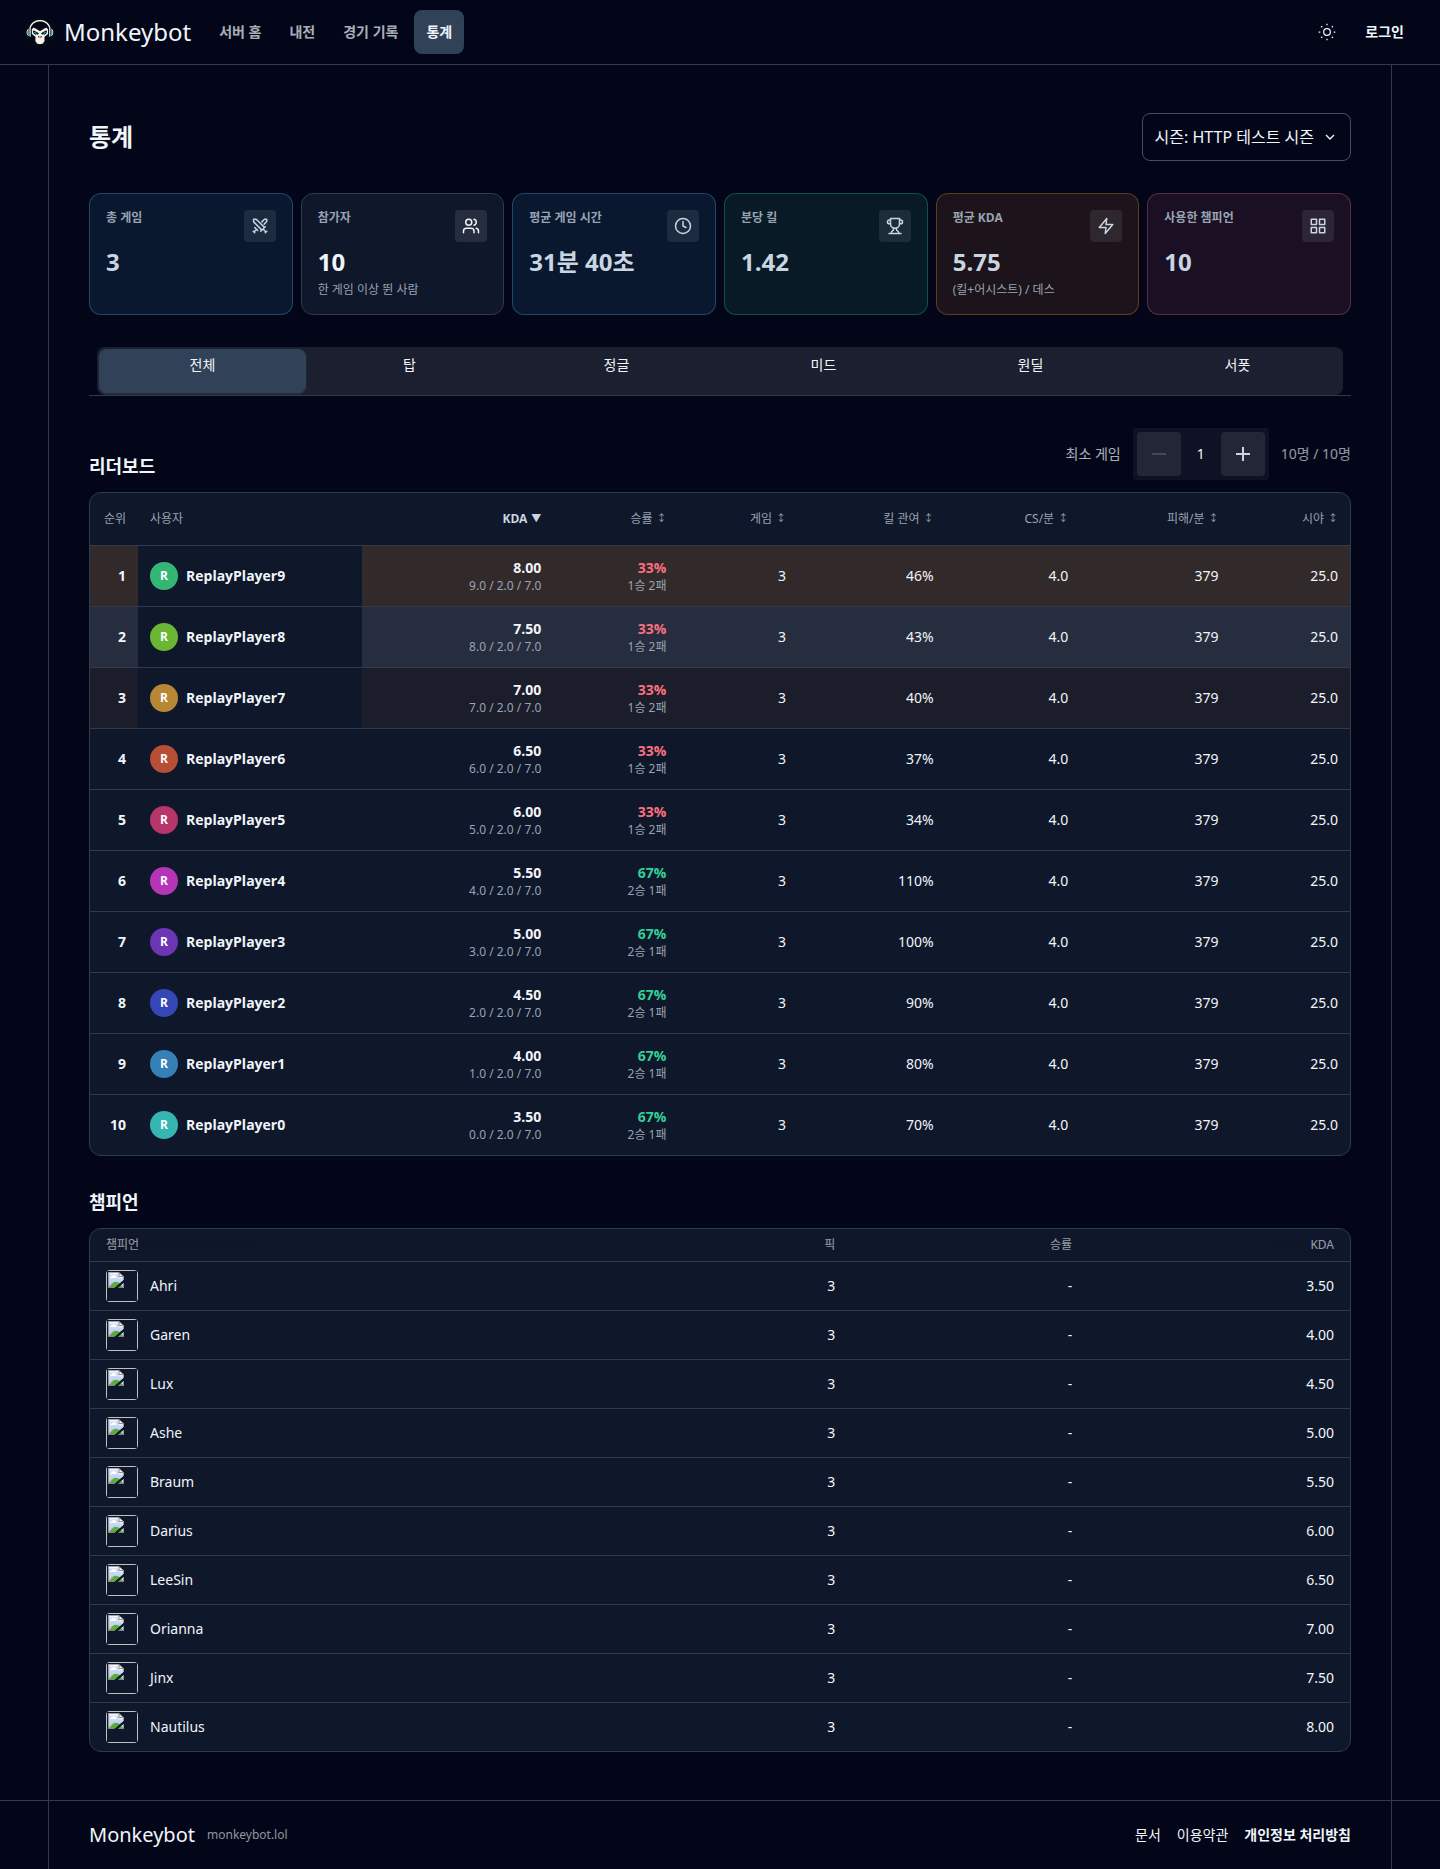 Monkeybot 서버 홈 내전 경기 기록 통계 로그인
통계 시즌: HTTP 테스트 시즌
총 게임 참가자 평균 게임 시간 분당 킬 평균 KDA 사용한 챔피언
3 10 31분 40초 1.42 5.75 10
한 게임 이상 뛴 사람 (킬+어시스트) / 데스
전체 탑 정글 미드 원딜 서폿
리더보드 최소 게임 1 10명 / 10명
순위 사용자 KDA ▼ 승률 ↕ 게임 ↕ 킬 관여 ↕ CS/분 ↕ 피해/분 ↕ 시야 ↕
1 R ReplayPlayer9 8.00 33% 3 46% 4.0 379 25.0
9.0 / 2.0 / 7.0 1승 2패
2 R ReplayPlayer8 7.50 33% 3 43% 4.0 379 25.0
8.0 / 2.0 / 7.0 1승 2패
3 R ReplayPlayer7 7.00 33% 3 40% 4.0 379 25.0
7.0 / 2.0 / 7.0 1승 2패
4 R ReplayPlayer6 6.50 33% 3 37% 4.0 379 25.0
6.0 / 2.0 / 7.0 1승 2패
5 R ReplayPlayer5 6.00 33% 3 34% 4.0 379 25.0
5.0 / 2.0 / 7.0 1승 2패
6 R ReplayPlayer4 5.50 67% 3 110% 4.0 379 25.0
4.0 / 2.0 / 7.0 2승 1패
7 R ReplayPlayer3 5.00 67% 3 100% 4.0 379 25.0
3.0 / 2.0 / 7.0 2승 1패
8 R ReplayPlayer2 4.50 67% 3 90% 4.0 379 25.0
2.0 / 2.0 / 7.0 2승 1패
9 R ReplayPlayer1 4.00 67% 3 80% 4.0 379 25.0
1.0 / 2.0 / 7.0 2승 1패
10 R ReplayPlayer0 3.50 67% 3 70% 4.0 379 25.0
0.0 / 2.0 / 7.0 2승 1패
챔피언
챔피언 픽 승률 KDA
Ahri 3 - 3.50
Garen 3 - 4.00
Lux 3 - 4.50
Ashe 3 - 5.00
Braum 3 - 5.50
Darius 3 - 6.00
LeeSin 3 - 6.50
Orianna 3 - 7.00
Jinx 3 - 7.50
Nautilus 3 - 8.00
Monkeybot monkeybot.lol 문서 이용약관 개인정보 처리방침